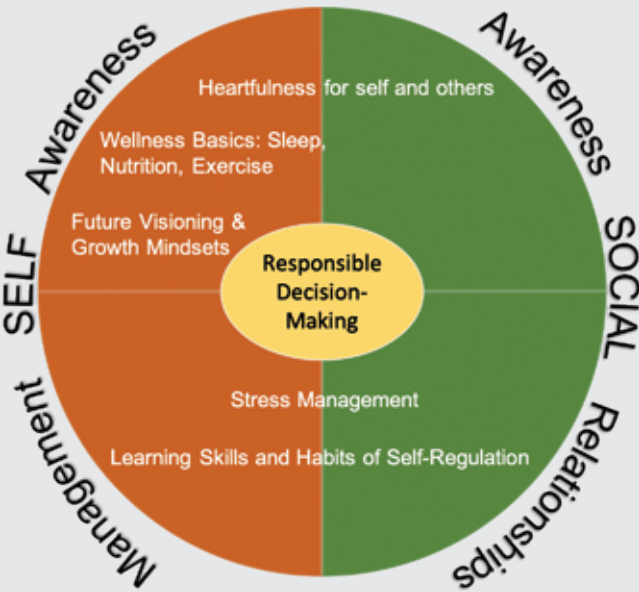 Awareness
Awareness
Heartfulness for self and others
Wellness Basics: Sleep,
Nutrition, Exercise
Future Visioning &
Growth Mindsets
SELF
SOCIAL
Responsible
Decision-
Making
Stress Management
Learning Skills and Habits of Self-Regulation
Management
Relationships